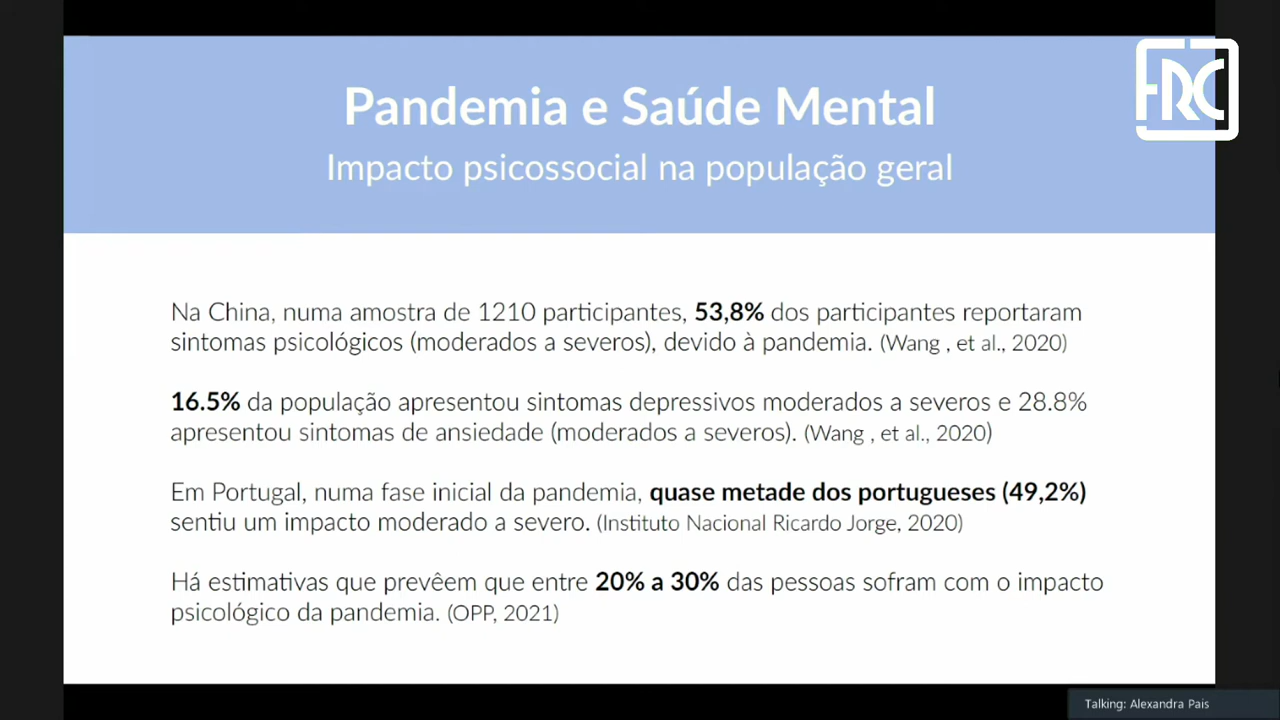 FRC
Pandemia e Saúde Mental
Impacto psicossocial na população geral
Na China, numa amostra de 1210 participantes, 53,8% dos participantes reportaram
sintomas psicológicos (moderados a severos), devido à pandemia. (Wang , et al., 2020)
16.5% da população apresentou sintomas depressivos moderados a severos e 28.8%
apresentou sintomas de ansiedade (moderados a severos). (Wang , et al., 2020)
Em Portugal, numa fase inicial da pandemia, quase metade dos portugueses (49,2%)
sentiu um impacto moderado a severo. (Instituto Nacional Ricardo Jorge, 2020)
Há estimativas que prevêem que entre 20% a 30% das pessoas sofram com o impacto
psicológico da pandemia. (OPP, 2021)
Talking: Alexandra Pais